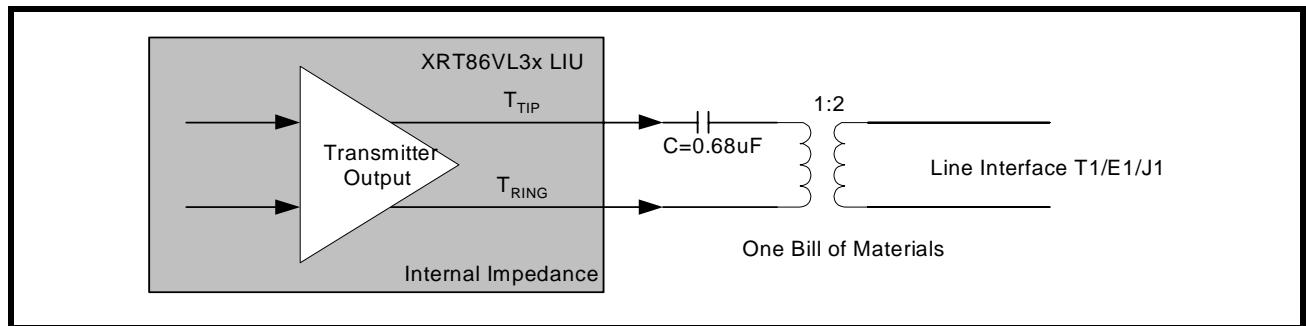 XRT86VL3x LIU
T_TIP
1:2
C=0.68uF
Transmitter
Output
Line Interface T1/E1/J1
T_RING
One Bill of Materials
Internal Impedance